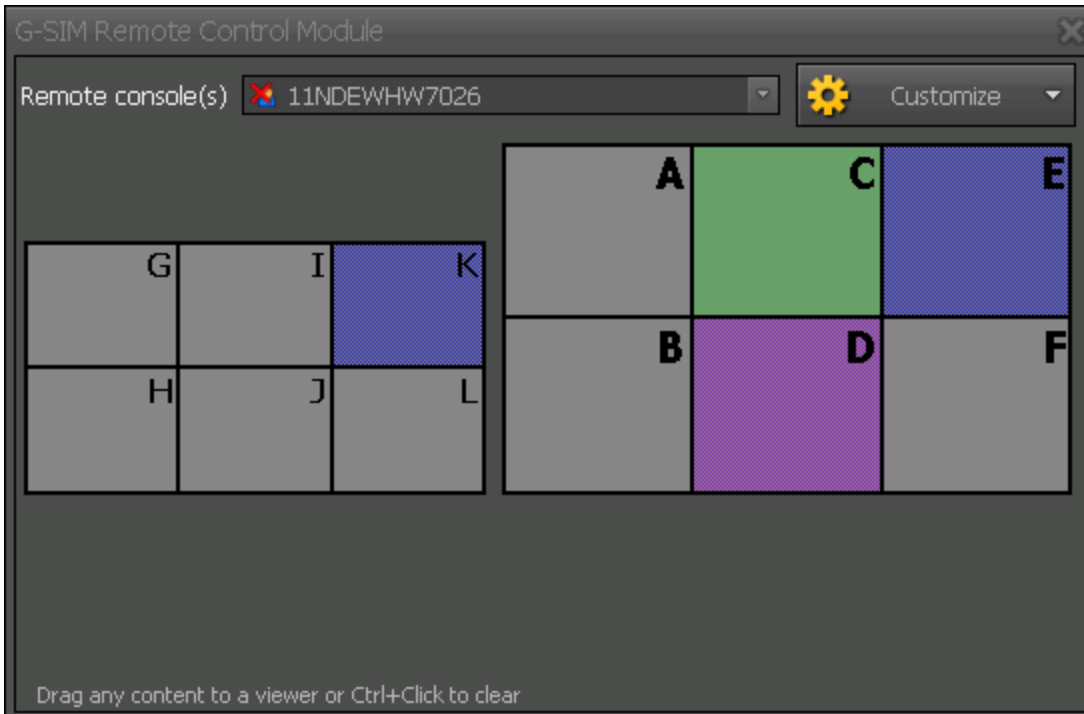 G-SIM Remote Control Module
Remote console(s) 11NDEWHW7026 Customize
A C E
G I K
B D F
H J L
Drag any content to a viewer or Ctrl+Click to clear